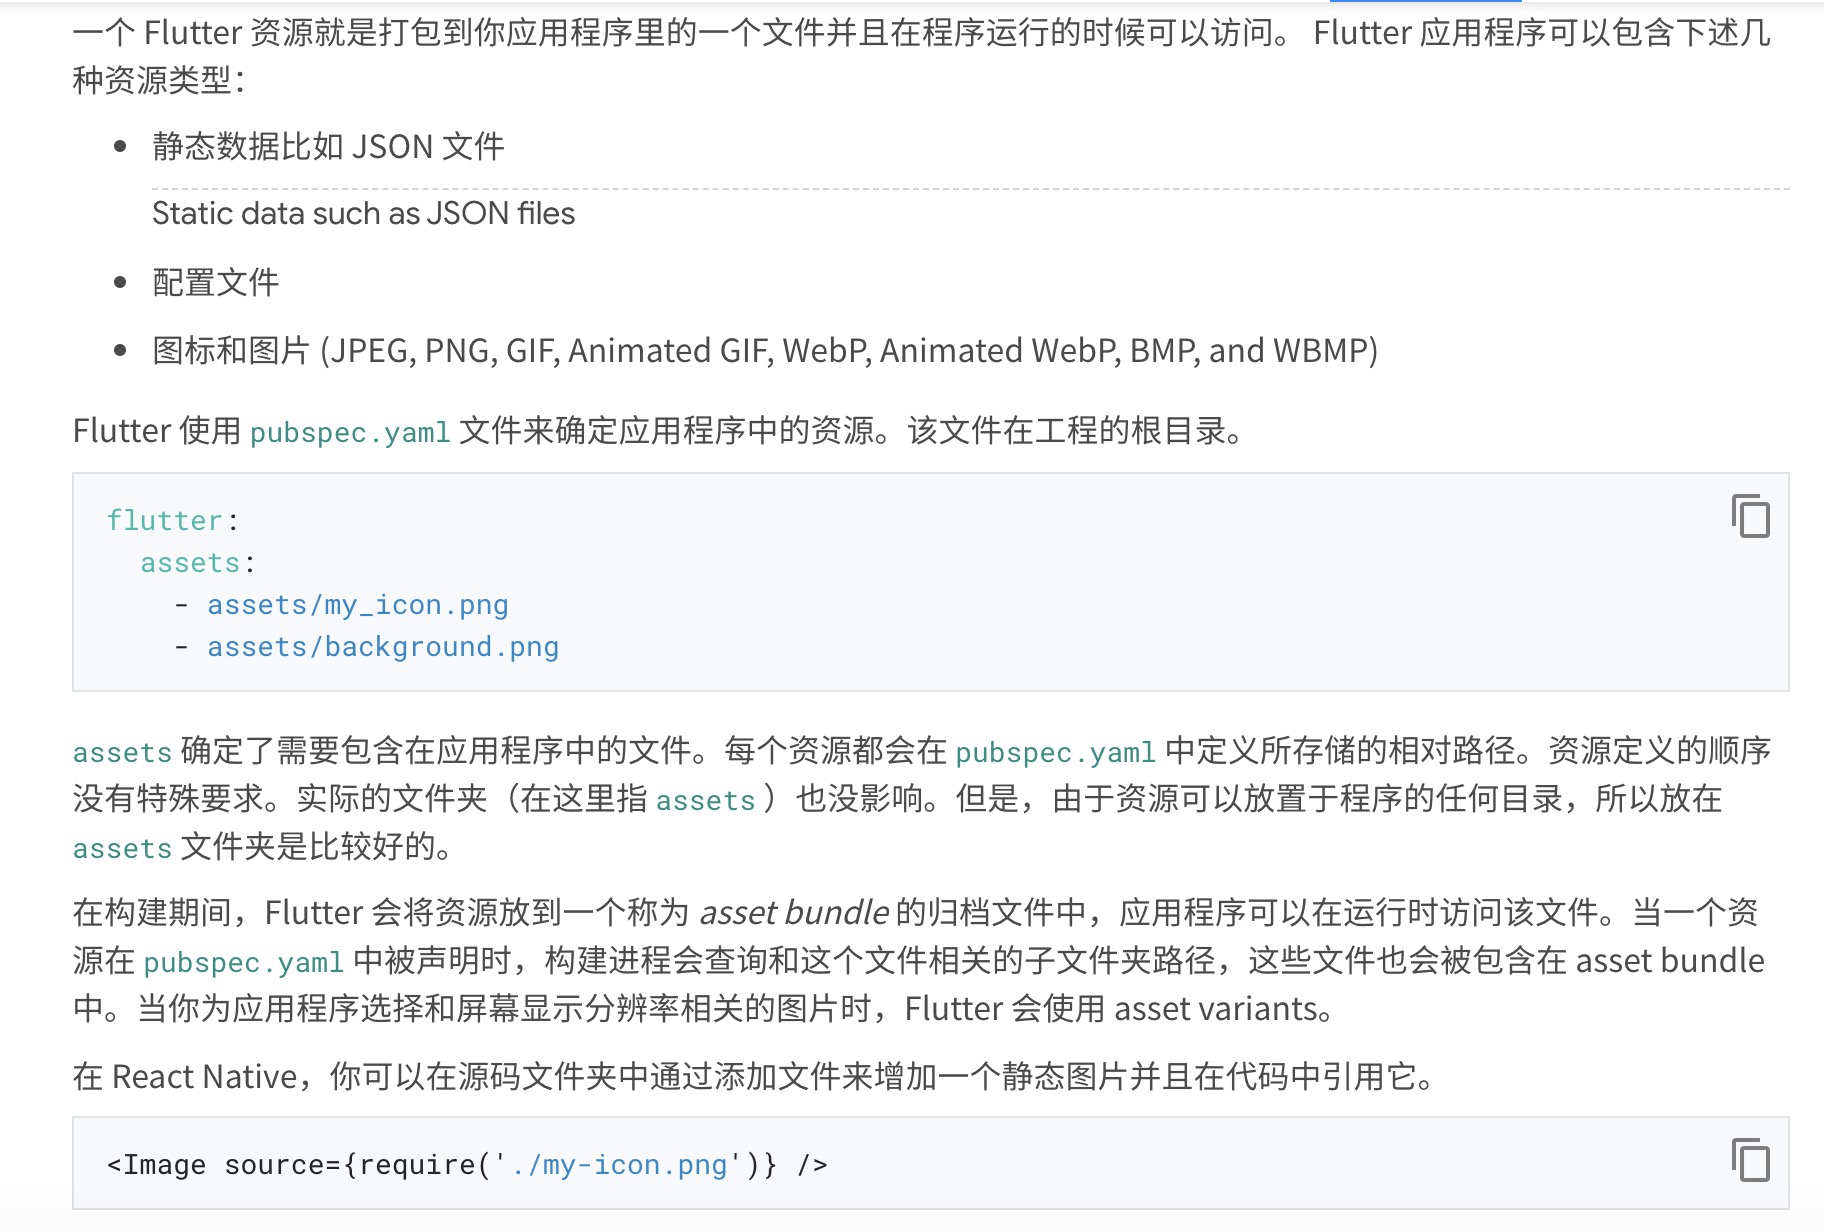 一个 Flutter 资源就是打包到你应用程序里的一个文件并且在程序运行的时候可以访问。 Flutter 应用程序可以包含下述几
种资源类型：
静态数据比如 JSON 文件
Static data such as JSON files
配置文件
图标和图片 (JPEG, PNG, GIF, Animated GIF, WebP, Animated WebP, BMP, and WBMP)
Flutter 使用 pubspec.yaml 文件来确定应用程序中的资源。该文件在工程的根目录。
flutter:
  assets:
    - assets/my_icon.png
    - assets/background.png
assets 确定了需要包含在应用程序中的文件。每个资源都会在 pubspec.yaml 中定义所存储的相对路径。资源定义的顺序
没有特殊要求。实际的文件夹（在这里指 assets ）也没影响。但是，由于资源可以放置于程序的任何目录，所以放在
assets 文件夹是比较好的。
在构建期间，Flutter 会将资源放到一个称为 asset bundle 的归档文件中，应用程序可以在运行时访问该文件。当一个资
源在 pubspec.yaml 中被声明时，构建进程会查询和这个文件相关的子文件夹路径，这些文件也会被包含在 asset bundle
中。当你为应用程序选择和屏幕显示分辨率相关的图片时，Flutter 会使用 asset variants。
在 React Native，你可以在源码文件夹中通过添加文件来增加一个静态图片并且在代码中引用它。
<Image source={require('./my-icon.png')} />